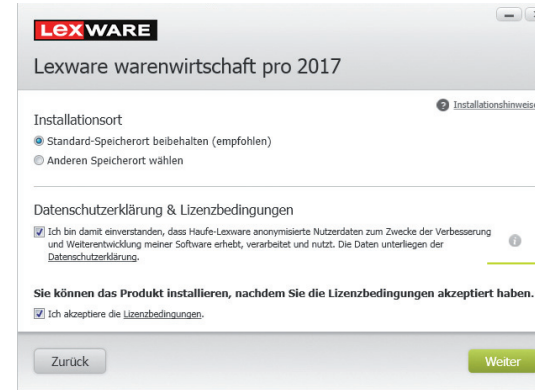 LEXWARE
Lexware warenwirtschaft pro 2017
Installationshinweise
Installationsort
Standard-Speicherort beibehalten (empfohlen)
Anderen Speicherort wählen
Datenschutzerklärung & Lizenzbedingungen
Ich bin damit einverstanden, dass Haufe-Lexware anonymisierte Nutzerdaten zum Zwecke der Verbesserung
und Weiterentwicklung meiner Software erhebt, verarbeitet und nutzt. Die Daten unterliegen der
Datenschutzerklärung.
Sie können das Produkt installieren, nachdem Sie die Lizenzbedingungen akzeptiert haben.
Ich akzeptiere die Lizenzbedingungen.
Zurück
Weiter